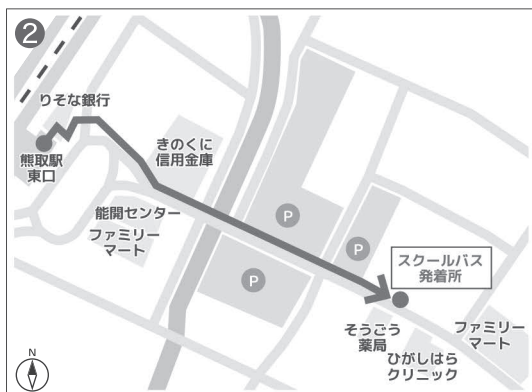 2
りそな銀行
熊取駅
東口
きのくに
信用金庫
能開センター
ファミリー
マート
P
P
P
スクールバス
発着所
そうごう
薬局
ひがしはら
クリニック
ファミリー
マート
N